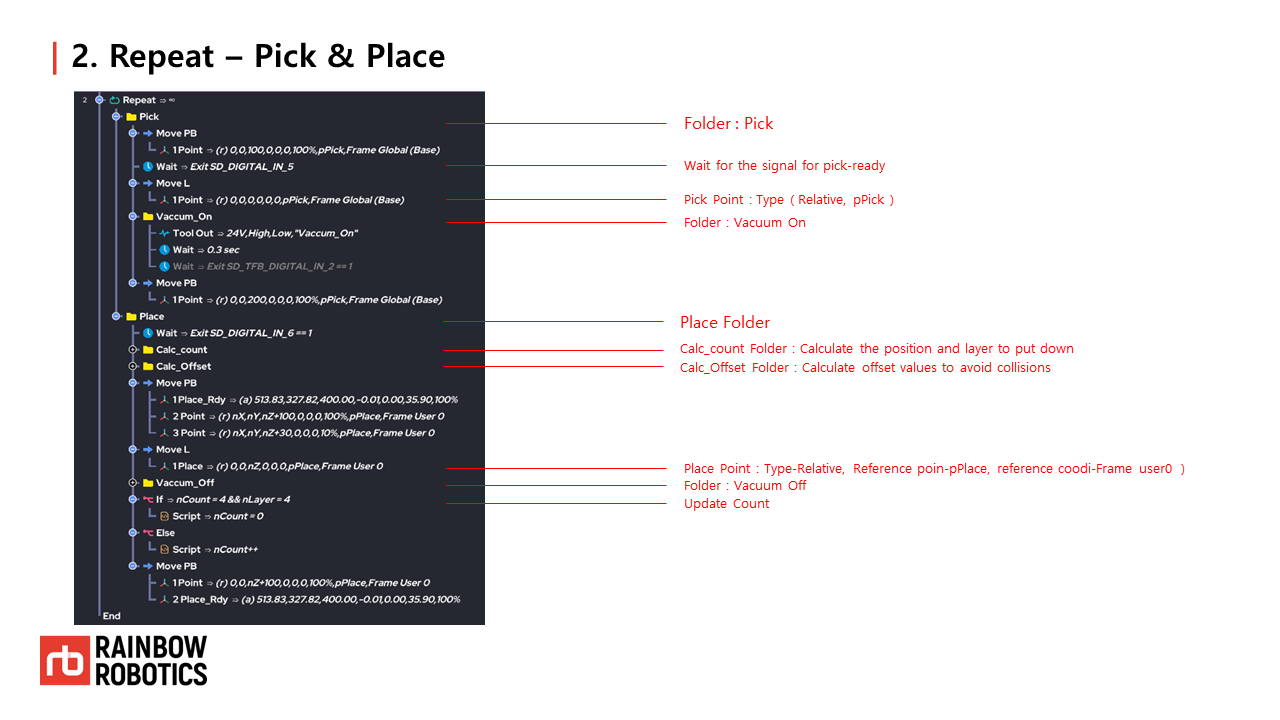 2. Repeat – Pick & Place
2 Repeat ⇒ ∞
Pick
Move PB
1 Point ⇒ (r) 0,0,100,0,0,0,100%,pPick,Frame Global (Base)
Wait ⇒ Exit SD_DIGITAL_IN_5
Move L
1 Point ⇒ (r) 0,0,0,0,0,0,pPick,Frame Global (Base)
Vaccum_On
Tool Out ⇒ 24V,High,Low,"Vaccum_On"
Wait ⇒ 0.3 sec
Wait ⇒ Exit SD_TFB_DIGITAL_IN_2 == 1
Move PB
1 Point ⇒ (r) 0,0,200,0,0,0,100%,pPick,Frame Global (Base)
Place
Wait ⇒ Exit SD_DIGITAL_IN_6 == 1
Calc_count
Calc_Offset
Move PB
1 Place_Rdy ⇒ (a) 513.83,327.82,400.00,-0.01,0.00,35.90,100%
2 Point ⇒ (r) nX,nY,nZ+100,0,0,0,100%,pPlace,Frame User 0
3 Point ⇒ (r) nX,nY,nZ+30,0,0,0,10%,pPlace,Frame User 0
Move L
1 Place ⇒ (r) 0,0,nZ,0,0,0,pPlace,Frame User 0
Vaccum_Off
If ⇒ nCount = 4 && nLayer = 4
Script ⇒ nCount = 0
Else
Script ⇒ nCount++
Move PB
1 Point ⇒ (r) 0,0,nZ+100,0,0,0,100%,pPlace,Frame User 0
2 Place_Rdy ⇒ (a) 513.83,327.82,400.00,-0.01,0.00,35.90,100%
End
Folder : Pick
Wait for the signal for pick-ready
Pick Point : Type ( Relative, pPick )
Folder : Vacuum On
Place Folder
Calc_count Folder : Calculate the position and layer to put down
Calc_Offset Folder : Calculate offset values to avoid collisions
Place Point : Type-Relative, Reference poin-pPlace, reference coodi-Frame user0 )
Folder : Vacuum Off
Update Count
rb
RAINBOW
ROBOTICS